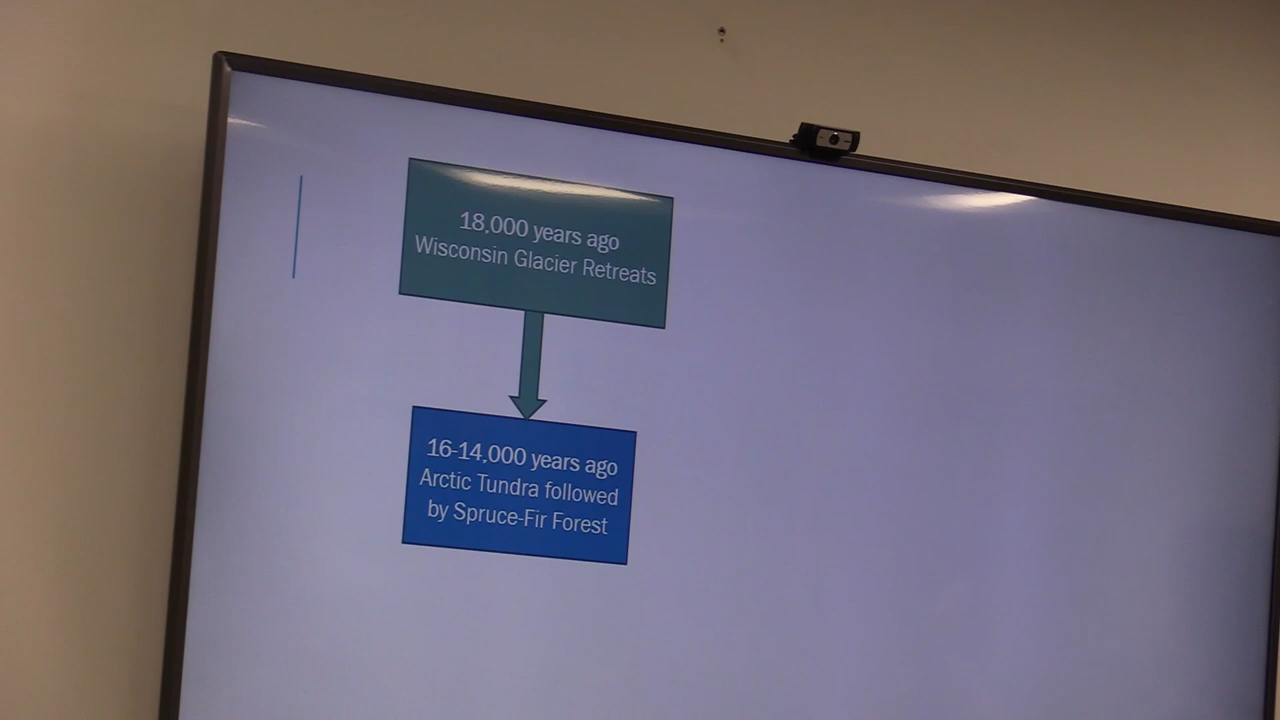 18,000 years ago
Wisconsin Glacier Retreats
16-14,000 years ago
Arctic Tundra followed
by Spruce-Fir Forest